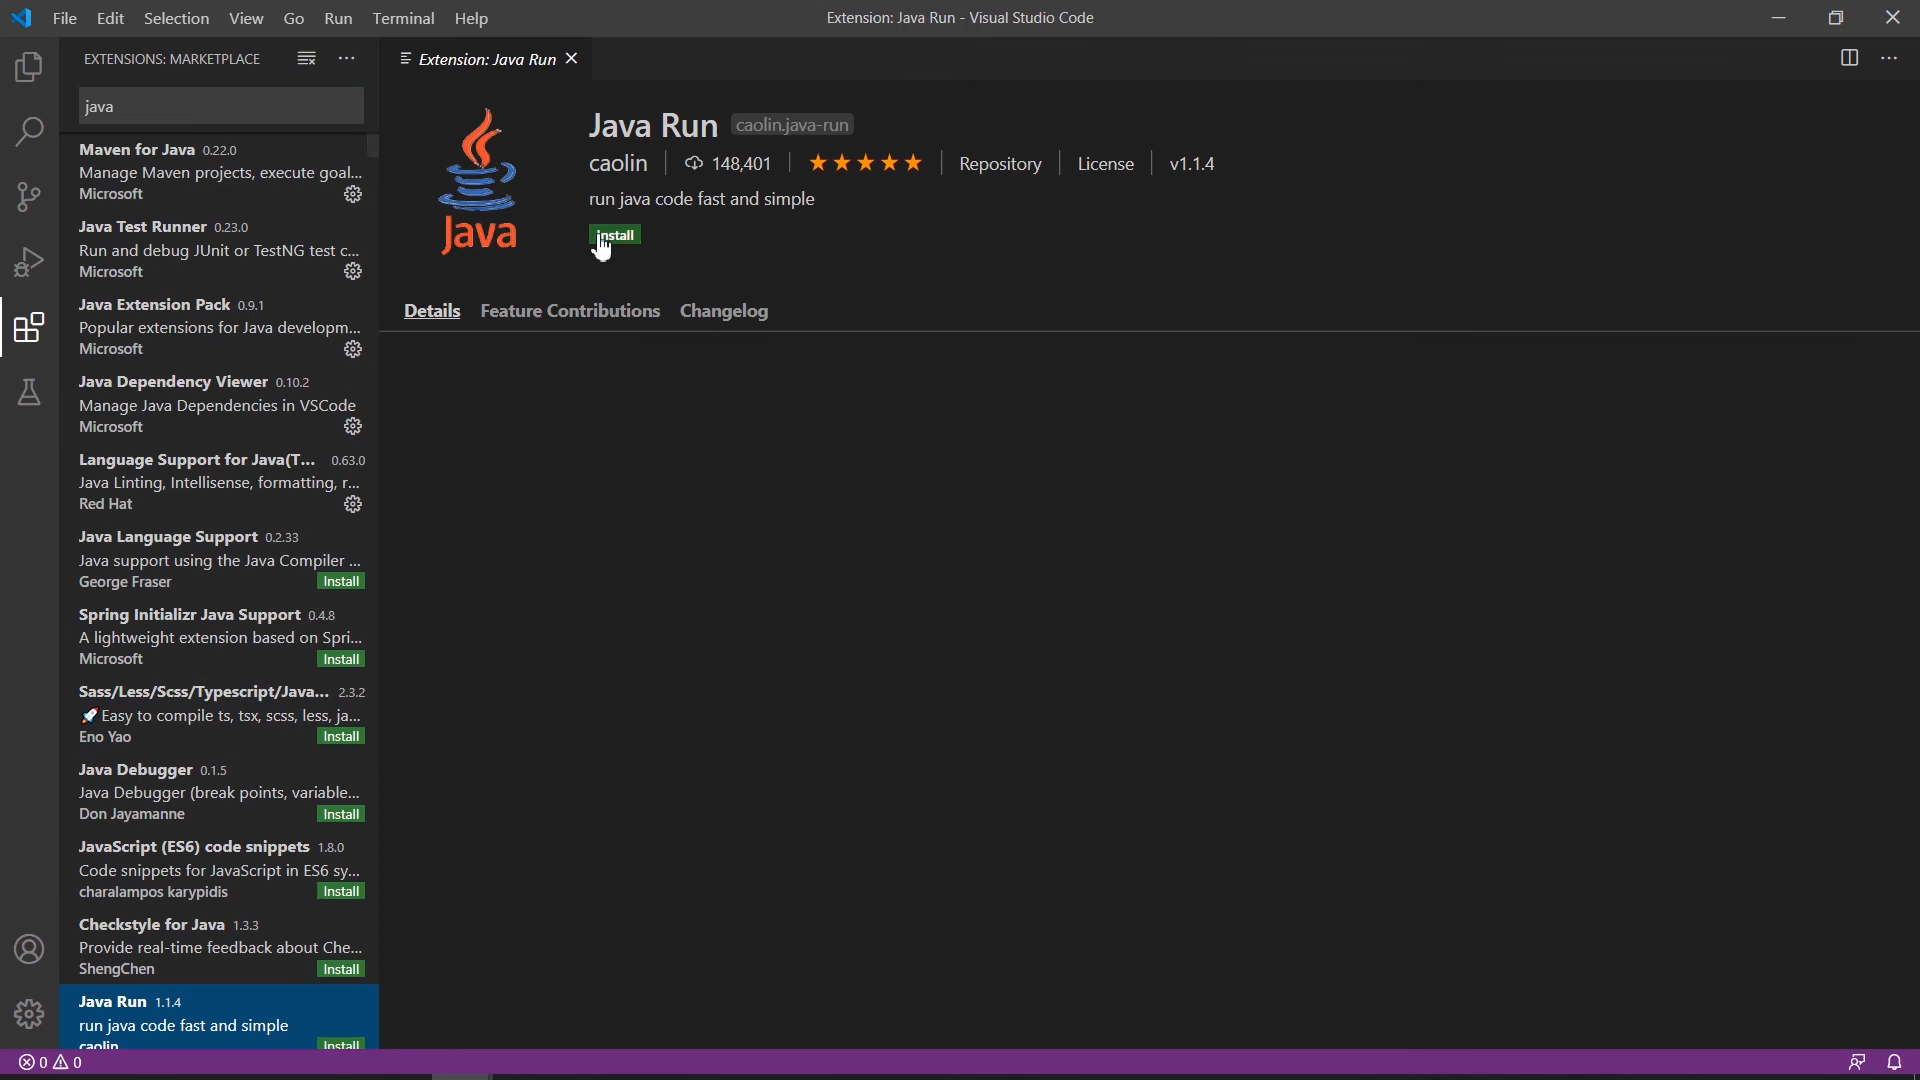 File Edit Selection View Go Run Terminal Help
Extension: Java Run - Visual Studio Code
EXTENSIONS: MARKETPLACE
java
Maven for Java 0.22.0
Manage Maven projects, execute goal...
Microsoft
Java Test Runner 0.23.0
Run and debug JUnit or TestNG test c...
Microsoft
Java Extension Pack 0.9.1
Popular extensions for Java developm...
Microsoft
Java Dependency Viewer 0.10.2
Manage Java Dependencies in VSCode
Microsoft
Language Support for Java(T... 0.63.0
Java Linting, Intellisense, formatting, r...
Red Hat
Java Language Support 0.2.33
Java support using the Java Compiler ...
George Fraser Install
Spring Initializr Java Support 0.4.8
A lightweight extension based on Spri...
Microsoft Install
Sass/Less/Scss/Typescript/Java... 2.3.2
🚀Easy to compile ts, tsx, scss, less, ja...
Eno Yao Install
Java Debugger 0.1.5
Java Debugger (break points, variable...
Don Jayamanne Install
JavaScript (ES6) code snippets 1.8.0
Code snippets for JavaScript in ES6 sy...
charalampos karypidis Install
Checkstyle for Java 1.3.3
Provide real-time feedback about Che...
ShengChen Install
Java Run 1.1.4
run java code fast and simple
caolin Install
Extension: Java Run
Java
Java Run caolin.java-run
caolin 148,401 ★★★★★ Repository License v1.1.4
run java code fast and simple
Install
Details Feature Contributions Changelog
0 0